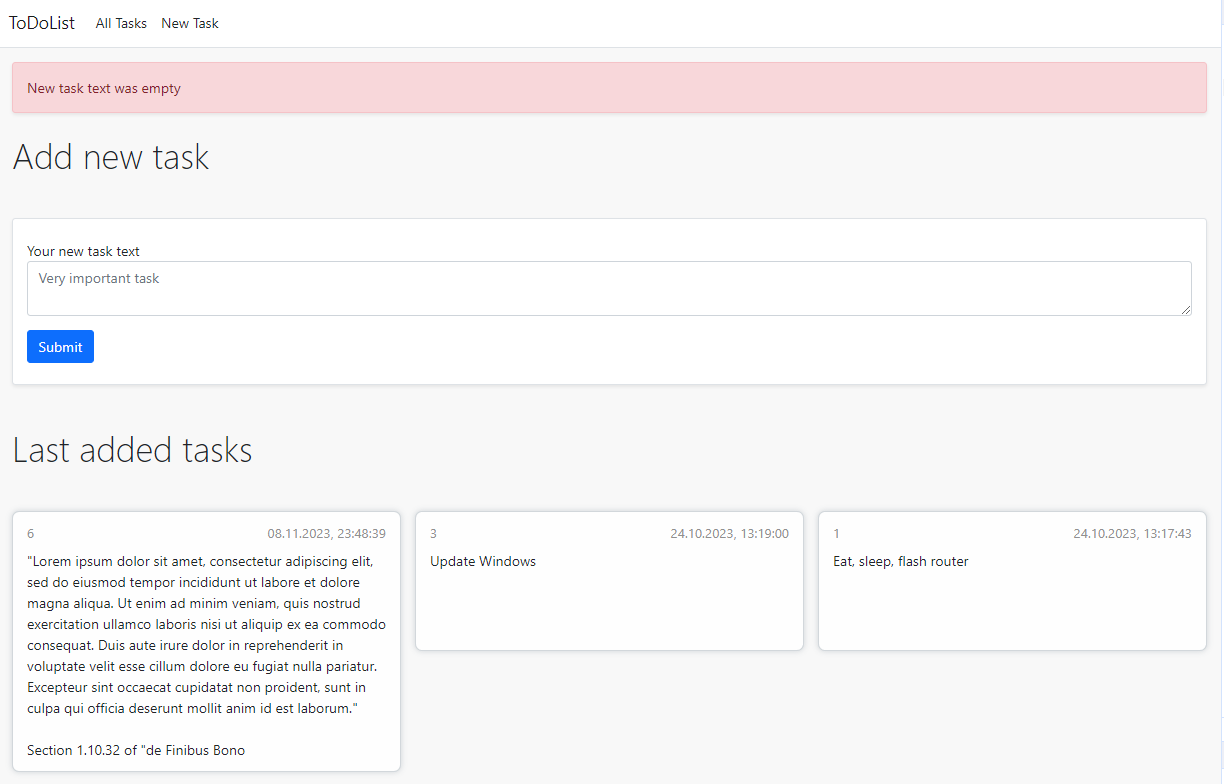 ToDoList All Tasks New Task
New task text was empty
Add new task
Your new task text
Very important task
Submit
Last added tasks
6 08.11.2023, 23:48:39
"Lorem ipsum dolor sit amet, consectetur adipiscing elit,
sed do eiusmod tempor incididunt ut labore et dolore
magna aliqua. Ut enim ad minim veniam, quis nostrud
exercitation ullamco laboris nisi ut aliquip ex ea commodo
consequat. Duis aute irure dolor in reprehenderit in
voluptate velit esse cillum dolore eu fugiat nulla pariatur.
Excepteur sint occaecat cupidatat non proident, sunt in
culpa qui officia deserunt mollit anim id est laborum."
Section 1.10.32 of "de Finibus Bono
3 24.10.2023, 13:19:00
Update Windows
1 24.10.2023, 13:17:43
Eat, sleep, flash router